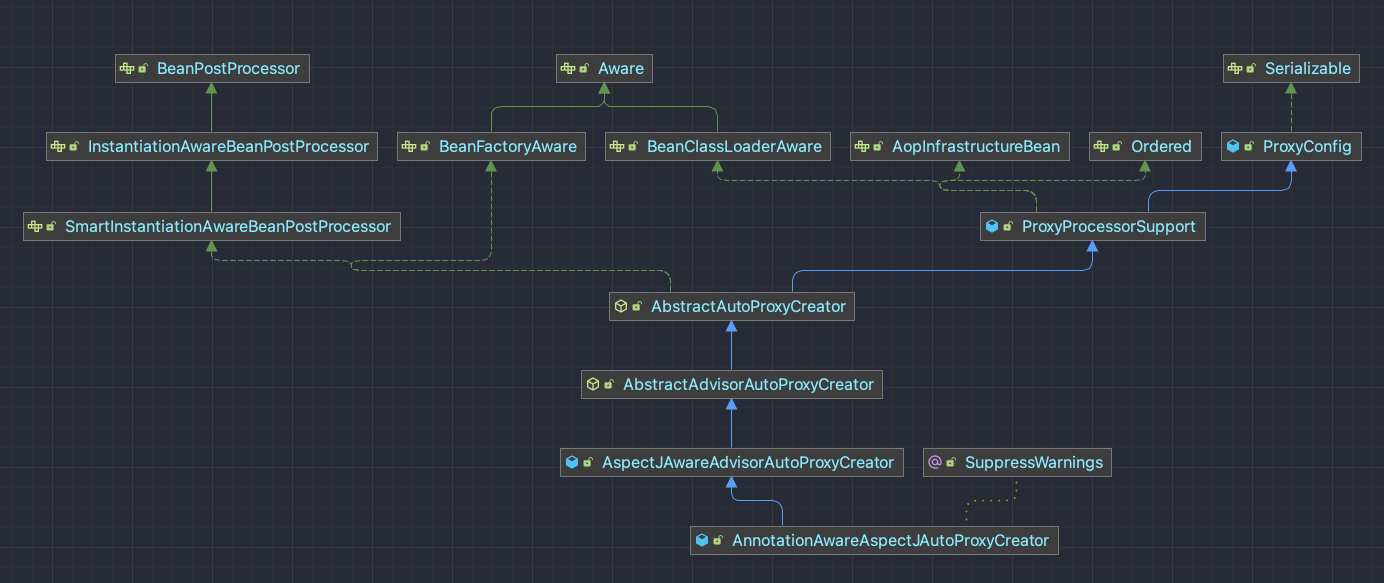 BeanPostProcessor
Aware
Serializable
InstantiationAwareBeanPostProcessor
BeanFactoryAware
BeanClassLoaderAware
AopInfrastructureBean
Ordered
ProxyConfig
SmartInstantiationAwareBeanPostProcessor
ProxyProcessorSupport
AbstractAutoProxyCreator
AbstractAdvisorAutoProxyCreator
AspectJAwareAdvisorAutoProxyCreator
SuppressWarnings
AnnotationAwareAspectJAutoProxyCreator